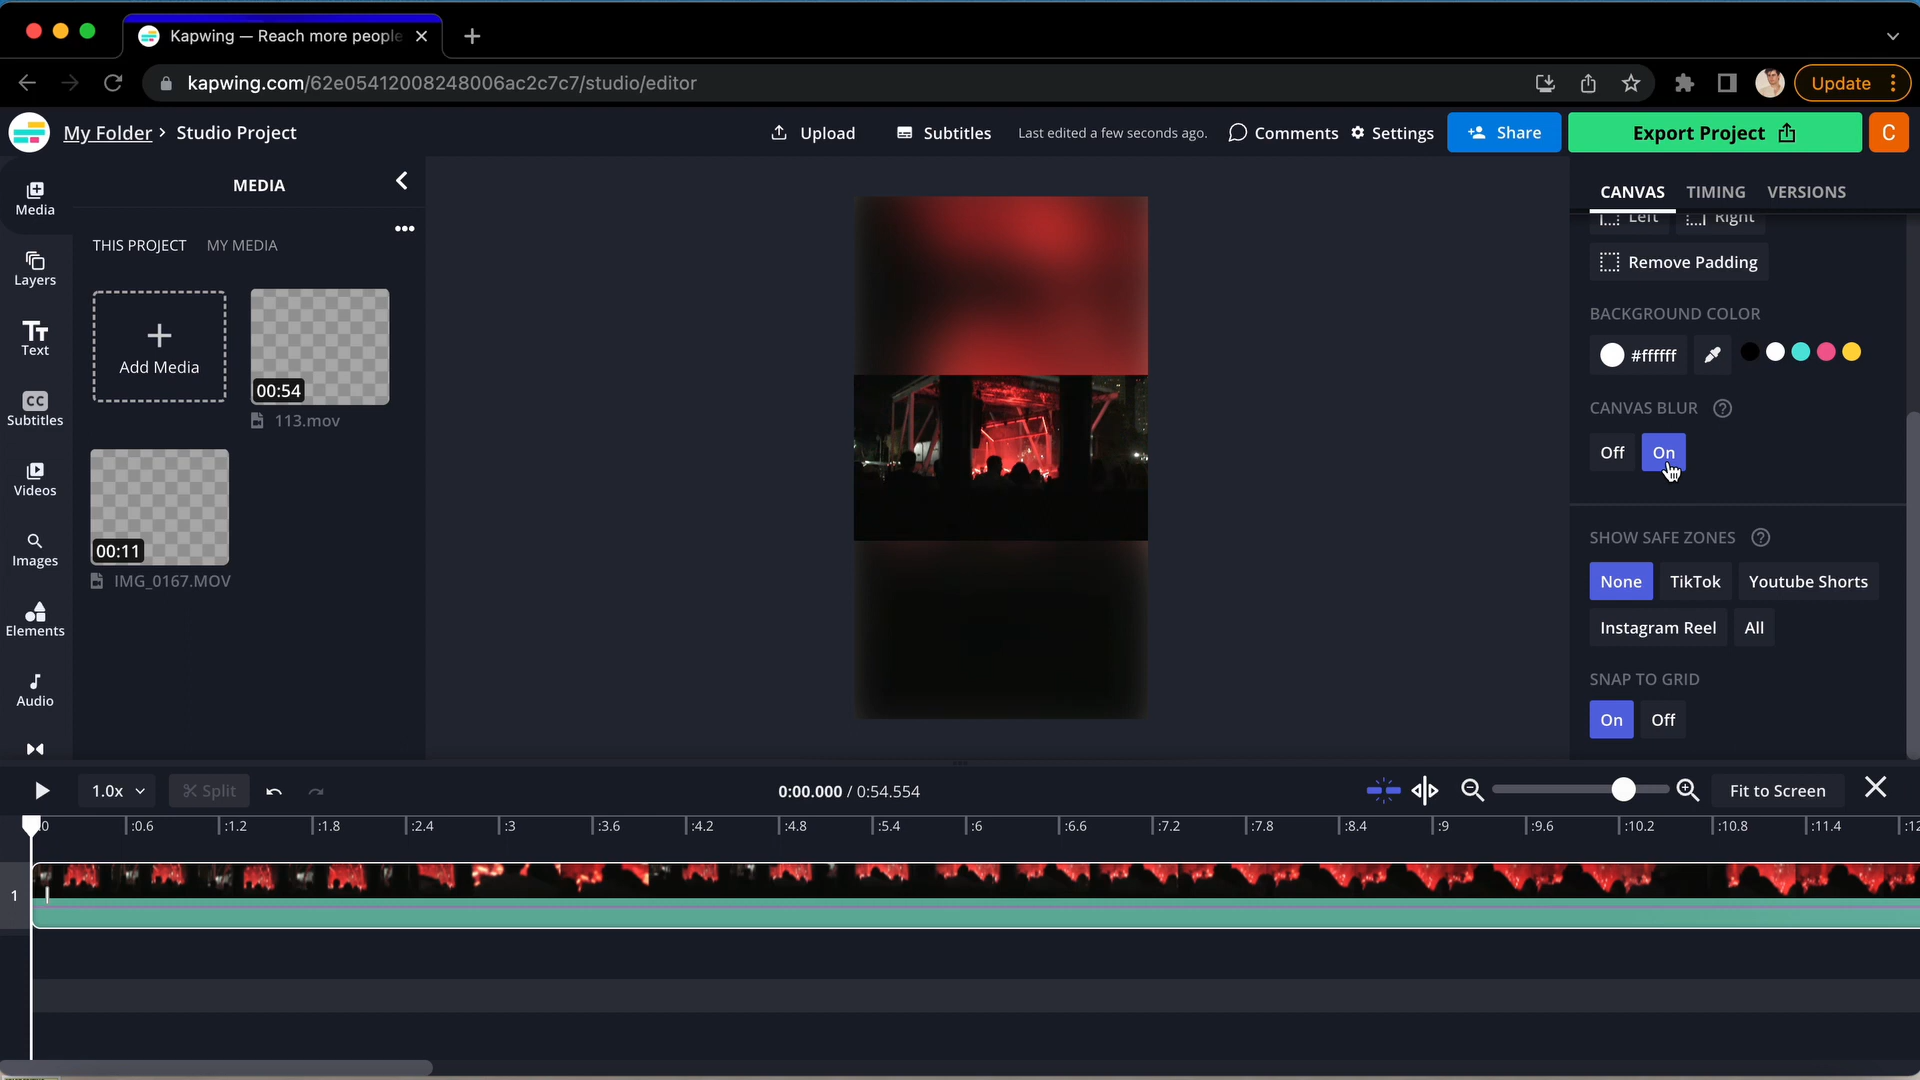 Kapwing — Reach more people
kapwing.com/62e05412008248006ac2c7c7/studio/editor
Update
My Folder > Studio Project
Upload
Subtitles
Last edited a few seconds ago.
Comments
Settings
Share
Export Project
C
Media
Layers
Text
CC
Subtitles
Videos
Images
Elements
Audio
MEDIA
THIS PROJECT
MY MEDIA
Add Media
00:54
113.mov
00:11
IMG_0167.MOV
CANVAS
TIMING
VERSIONS
Left
Right
Remove Padding
BACKGROUND COLOR
#ffffff
CANVAS BLUR
Off
On
SHOW SAFE ZONES
None
TikTok
Youtube Shorts
Instagram Reel
All
SNAP TO GRID
On
Off
1.0x
Split
0:00.000 / 0:54.554
Fit to Screen
:0 :0.6 :1.2 :1.8 :2.4 :3 :3.6 :4.2 :4.8 :5.4 :6 :6.6 :7.2 :7.8 :8.4 :9 :9.6 :10.2 :10.8 :11.4 :12
1